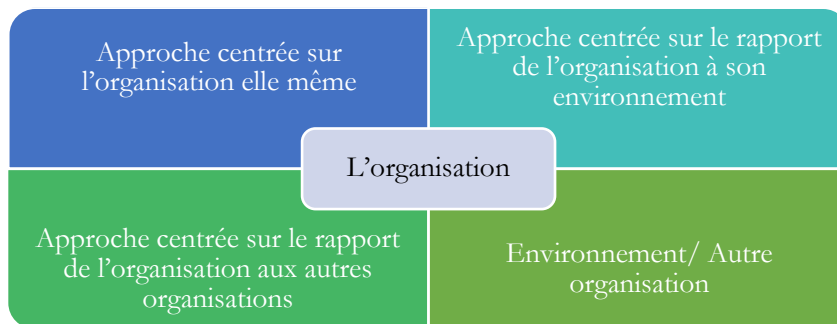 Approche centrée sur
l'organisation elle même
Approche centrée sur le rapport
de l'organisation à son
environnement
L'organisation
Approche centrée sur le rapport
de l'organisation aux autres
organisations
Environnement/ Autre
organisation